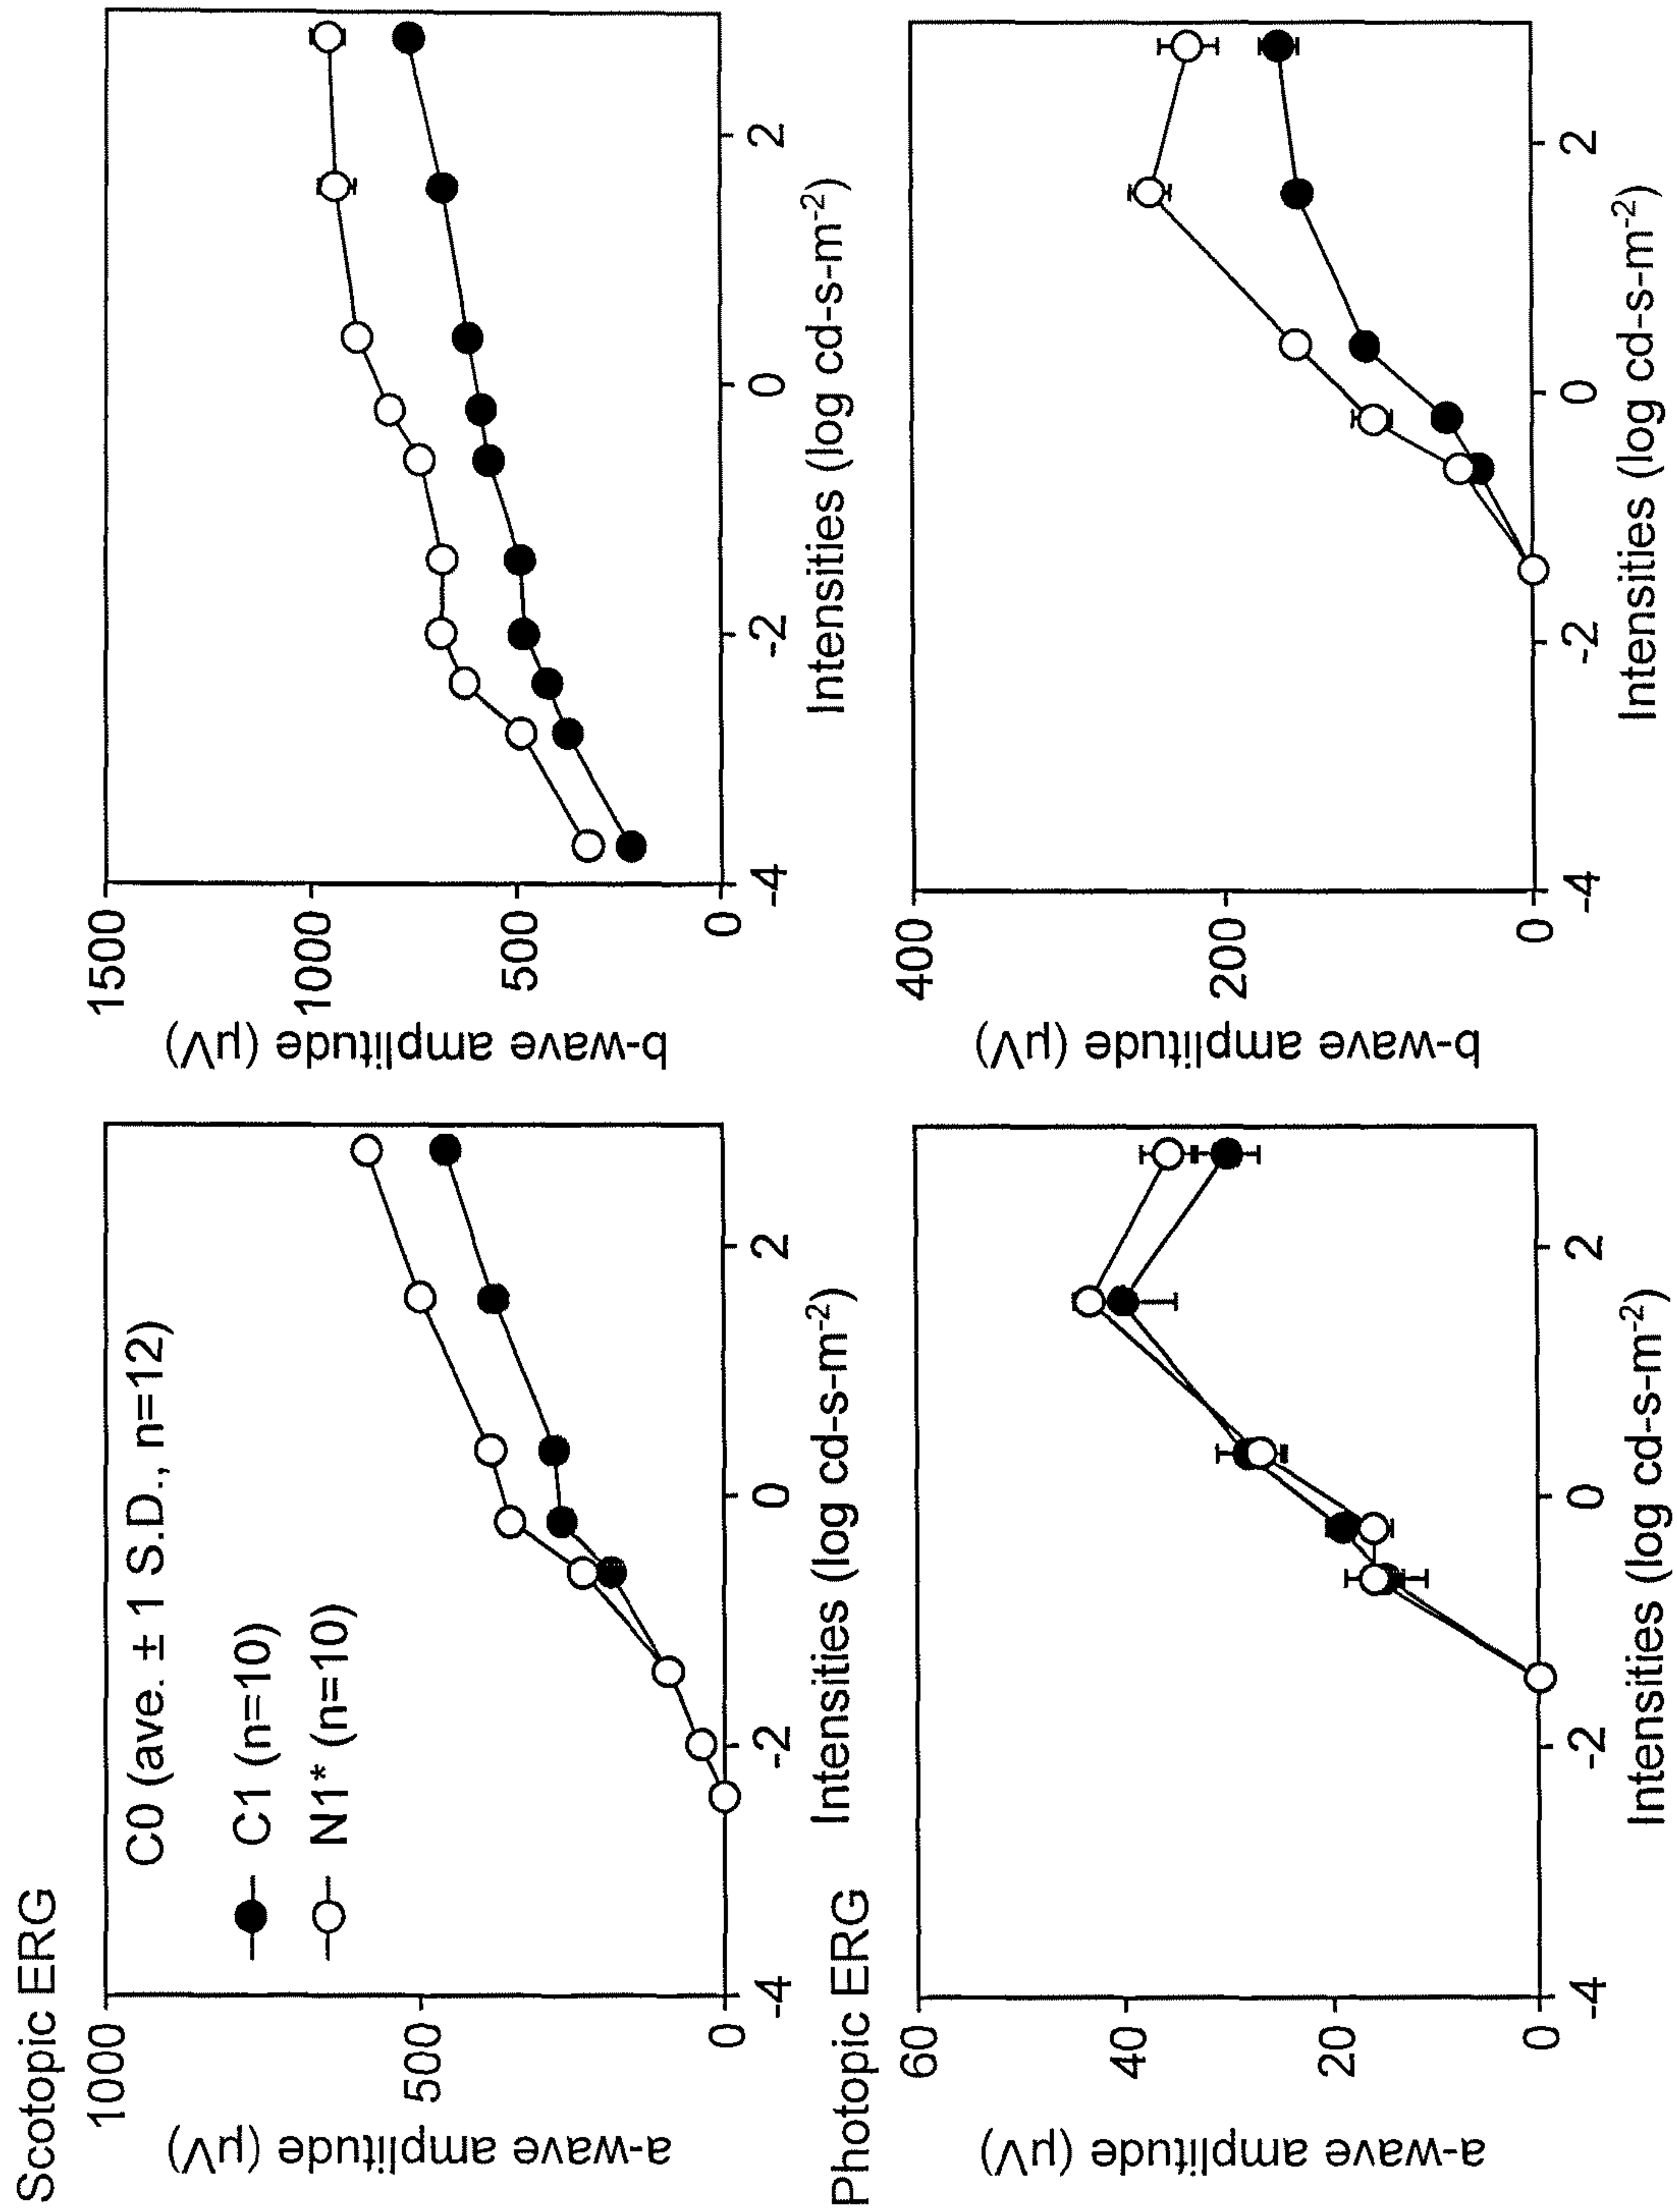 Scotopic ERG
a-wave amplitude (µV)
1000
500
0
C0 (ave. ± 1 S.D., n=12)
C1 (n=10)
N1* (n=10)
-4 -2 0 2
Intensities (log cd-s-m-2)
b-wave amplitude (µV)
1500
1000
500
0
-4 -2 0 2
Intensities (log cd-s-m-2)
Photopic ERG
a-wave amplitude (µV)
60
40
20
0
-4 -2 0 2
Intensities (log cd-s-m-2)
b-wave amplitude (µV)
400
200
0
-4 -2 0 2
Intensities (log cd-s-m-2)